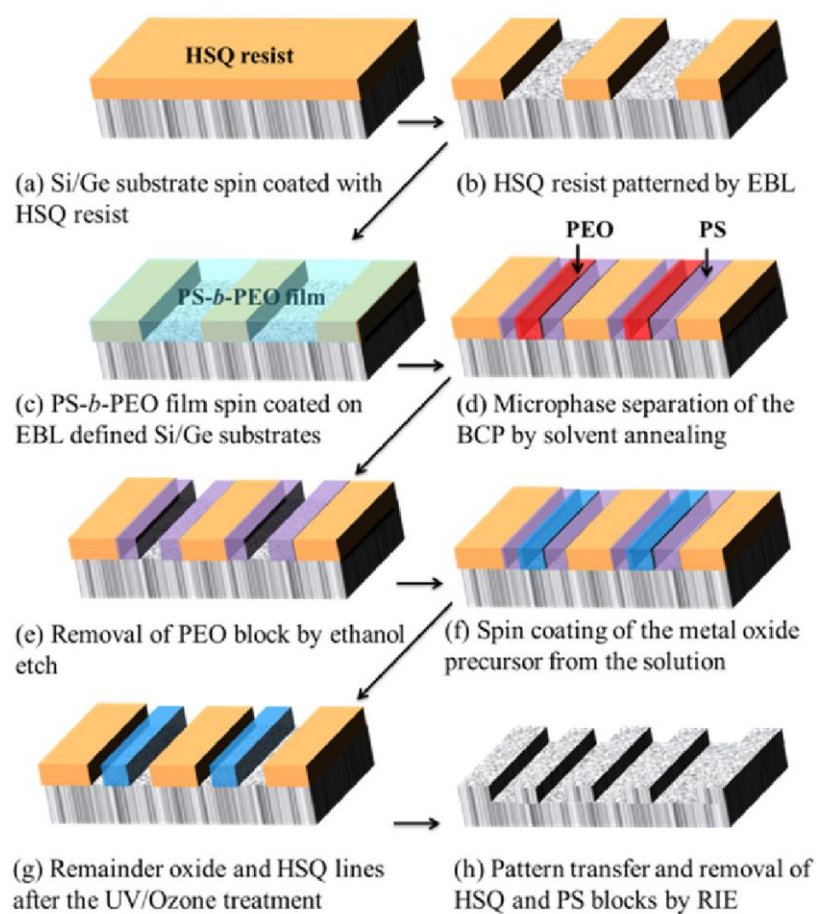 HSQ resist
(a) Si/Ge substrate spin coated with
HSQ resist
(b) HSQ resist patterned by EBL
PS-b-PEO film
(c) PS-b-PEO film spin coated on
EBL defined Si/Ge substrates
PEO
PS
(d) Microphase separation of the
BCP by solvent annealing
(e) Removal of PEO block by ethanol
etch
(f) Spin coating of the metal oxide
precursor from the solution
(g) Remainder oxide and HSQ lines
after the UV/Ozone treatment
(h) Pattern transfer and removal of
HSQ and PS blocks by RIE